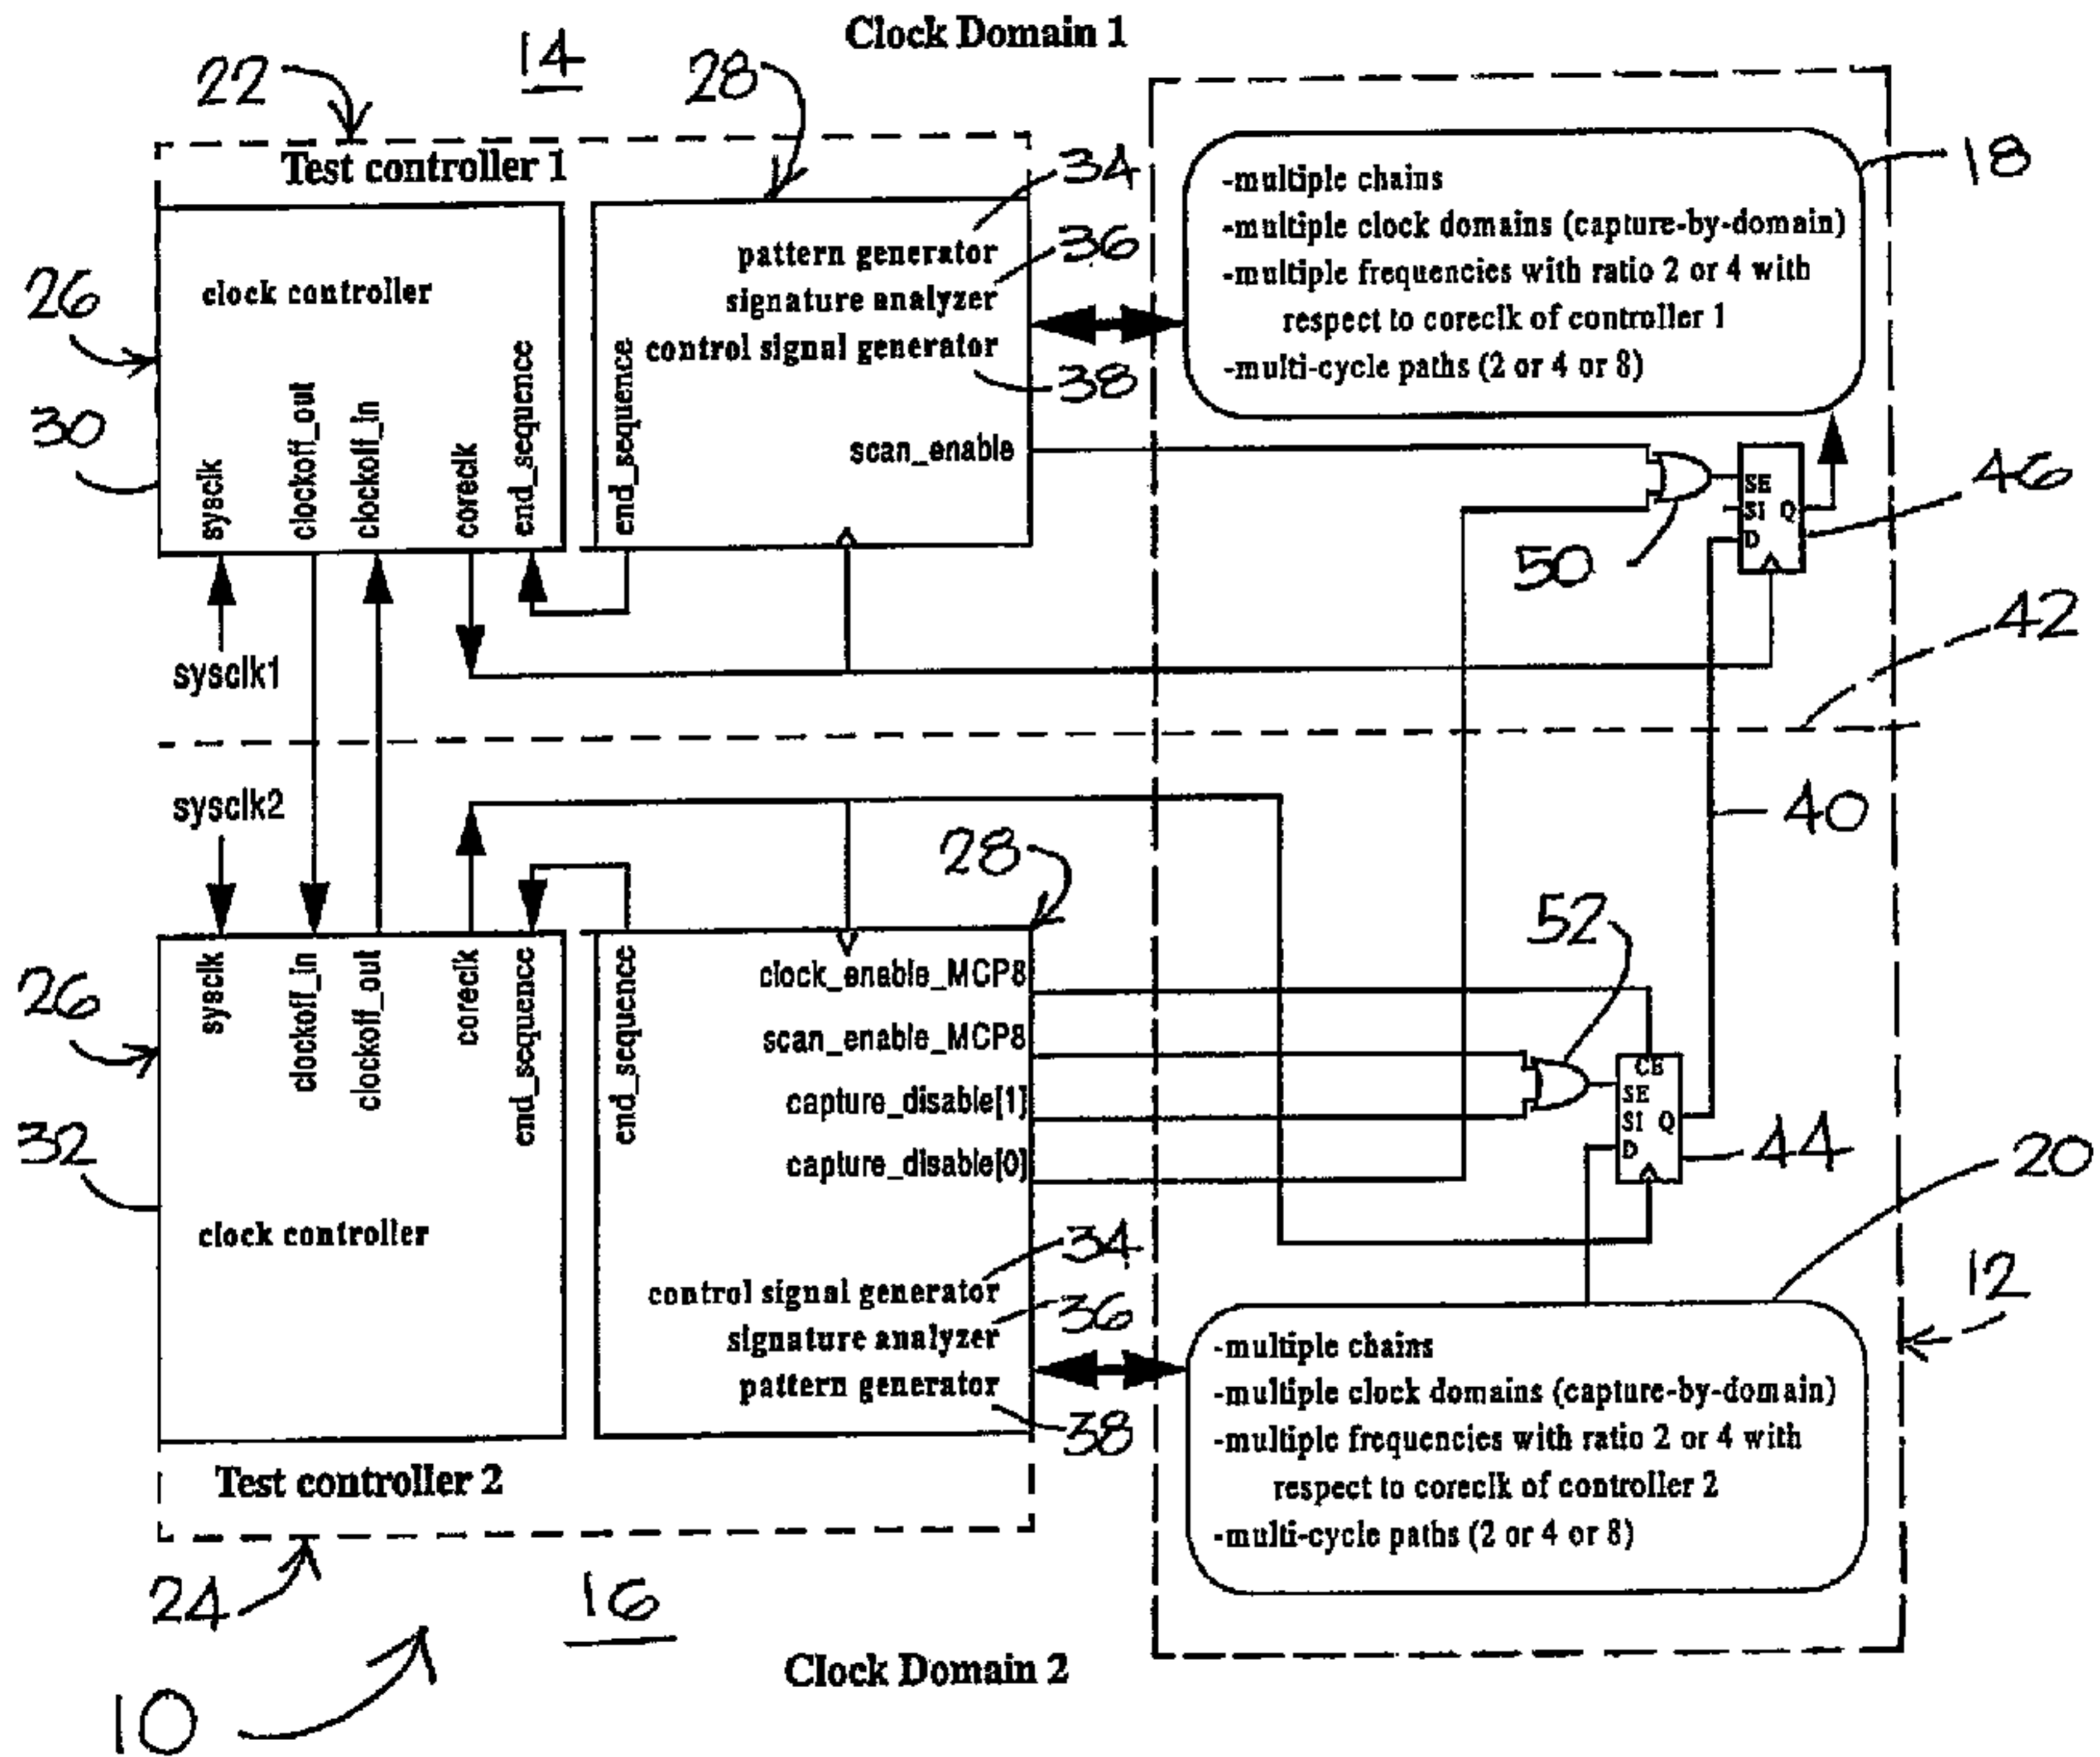 Clock Domain 1
14
22
28
Test controller 1
34
18
-multiple chains
-multiple clock domains (capture-by-domain)
-multiple frequencies with ratio 2 or 4 with
respect to coreclk of controller 1
-multi-cycle paths (2 or 4 or 8)
pattern generator
36
26
clock controller
signature analyzer
control signal generator
38
30
sysclk
clockoff_out
clockoff_in
coreclk
end_sequence
end_sequence
scan_enable
SE
SI Q
D
46
50
42
sysclk1
sysclk2
40
28
52
26
sysclk
clockoff_in
clockoff_out
coreclk
end_sequence
end_sequence
clock_enable_MCP8
scan_enable_MCP8
capture_disable[1]
capture_disable[0]
CE
SE
SI Q
D
44
32
20
clock controller
34
12
control signal generator
36
signature analyzer
pattern generator
38
-multiple chains
-multiple clock domains (capture-by-domain)
-multiple frequencies with ratio 2 or 4 with
respect to coreclk of controller 2
-multi-cycle paths (2 or 4 or 8)
Test controller 2
24
16
Clock Domain 2
10